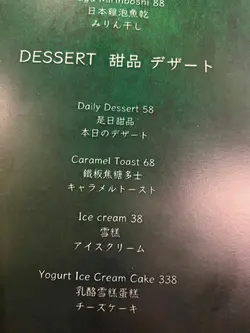 Mirinboshi 88
日本雞泡魚乾
みりん干し
DESSERT 甜品 デザート
Daily Dessert 58
是日甜品
本日のデザート
Caramel Toast 68
鐵板焦糖多士
キャラメルトースト
Ice cream 38
雪糕
アイスクリーム
Yogurt Ice Cream Cake 338
乳酪雪糕蛋糕
チーズケーキ